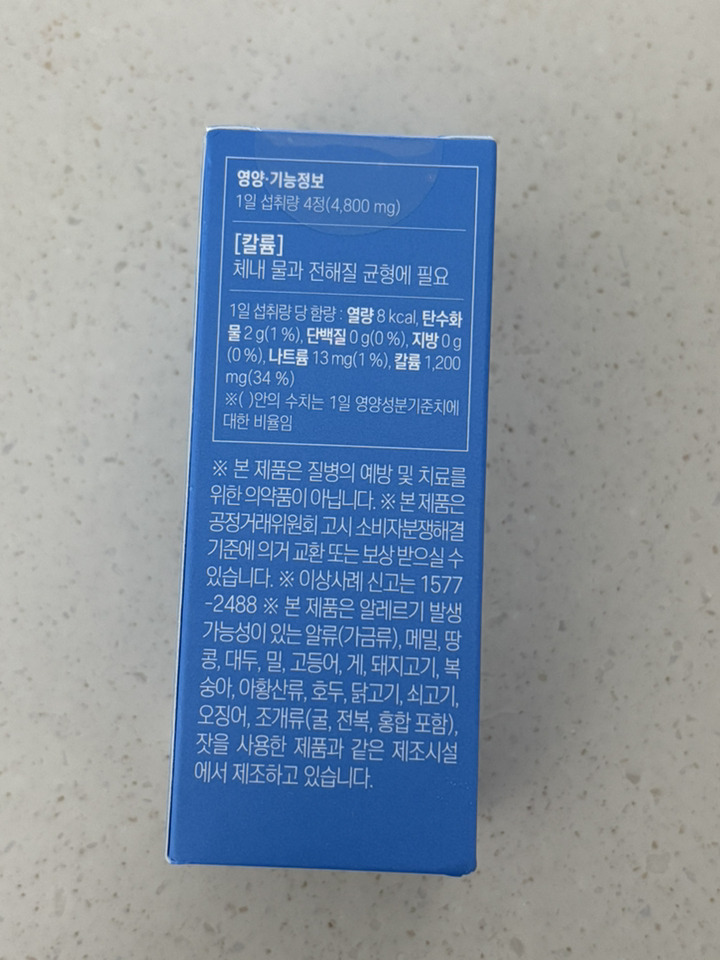 영양·기능정보
1일 섭취량 4정(4,800 mg)
[칼륨]
체내 물과 전해질 균형에 필요
1일 섭취량 당 함량 : 열량 8 kcal, 탄수화
물 2 g(1 %), 단백질 0 g(0 %), 지방 0 g
(0 %), 나트륨 13 mg(1 %), 칼륨 1,200
mg(34 %)
※( )안의 수치는 1일 영양성분기준치에
대한 비율임
※ 본 제품은 질병의 예방 및 치료를
위한 의약품이 아닙니다. ※ 본 제품은
공정거래위원회 고시 소비자분쟁해결
기준에 의거 교환 또는 보상 받으실 수
있습니다. ※ 이상사례 신고는 1577
-2488 ※ 본 제품은 알레르기 발생
가능성이 있는 알류(가금류), 메밀, 땅
콩, 대두, 밀, 고등어, 게, 돼지고기, 복
숭아, 아황산류, 호두, 닭고기, 쇠고기,
오징어, 조개류(굴, 전복, 홍합 포함),
잣을 사용한 제품과 같은 제조시설
에서 제조하고 있습니다.